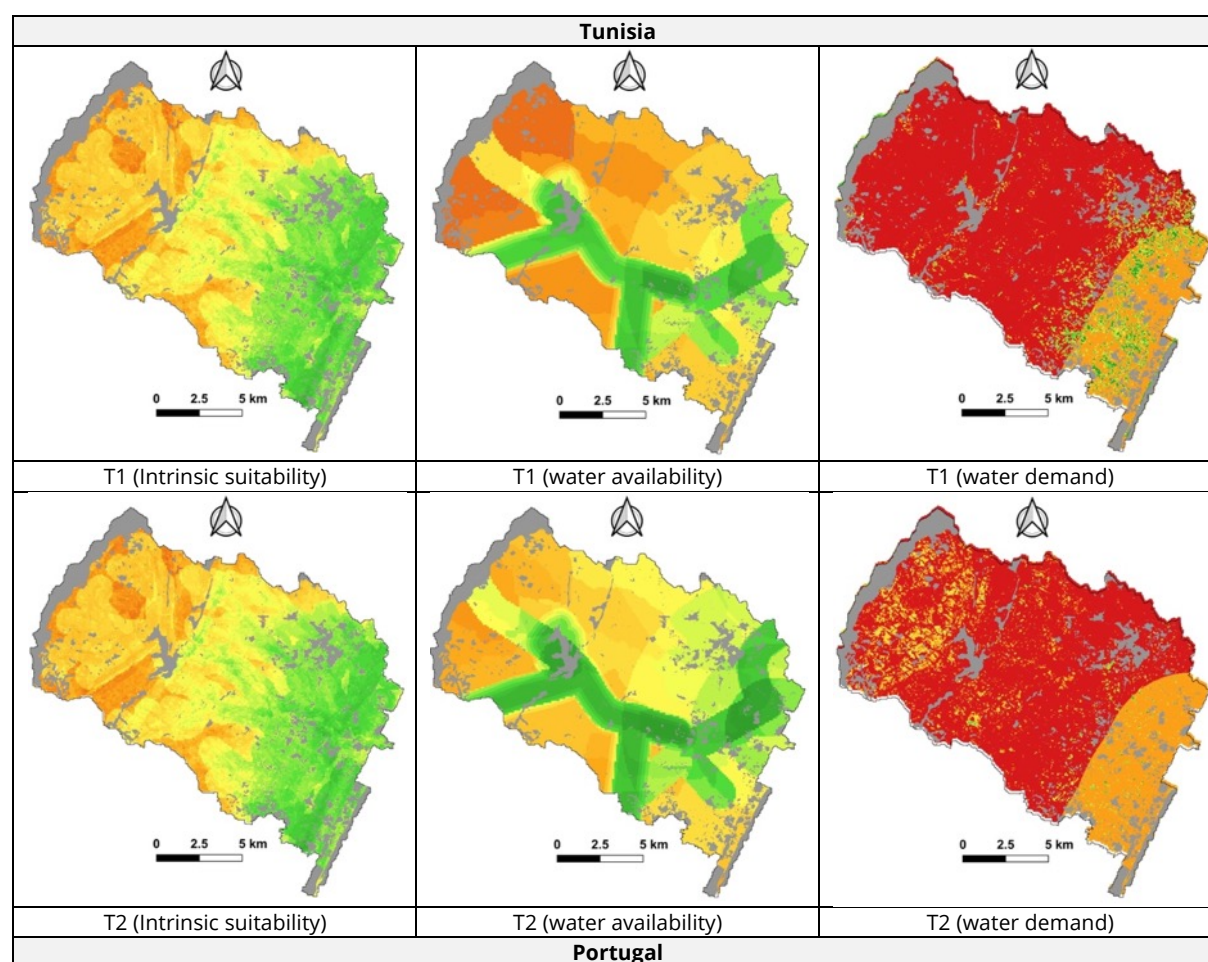 Tunisia
0 2.5 5 km
0 2.5 5 km
0 2.5 5 km
T1 (Intrinsic suitability)
T1 (water availability)
T1 (water demand)
0 2.5 5 km
0 2.5 5 km
0 2.5 5 km
T2 (Intrinsic suitability)
T2 (water availability)
T2 (water demand)
Portugal